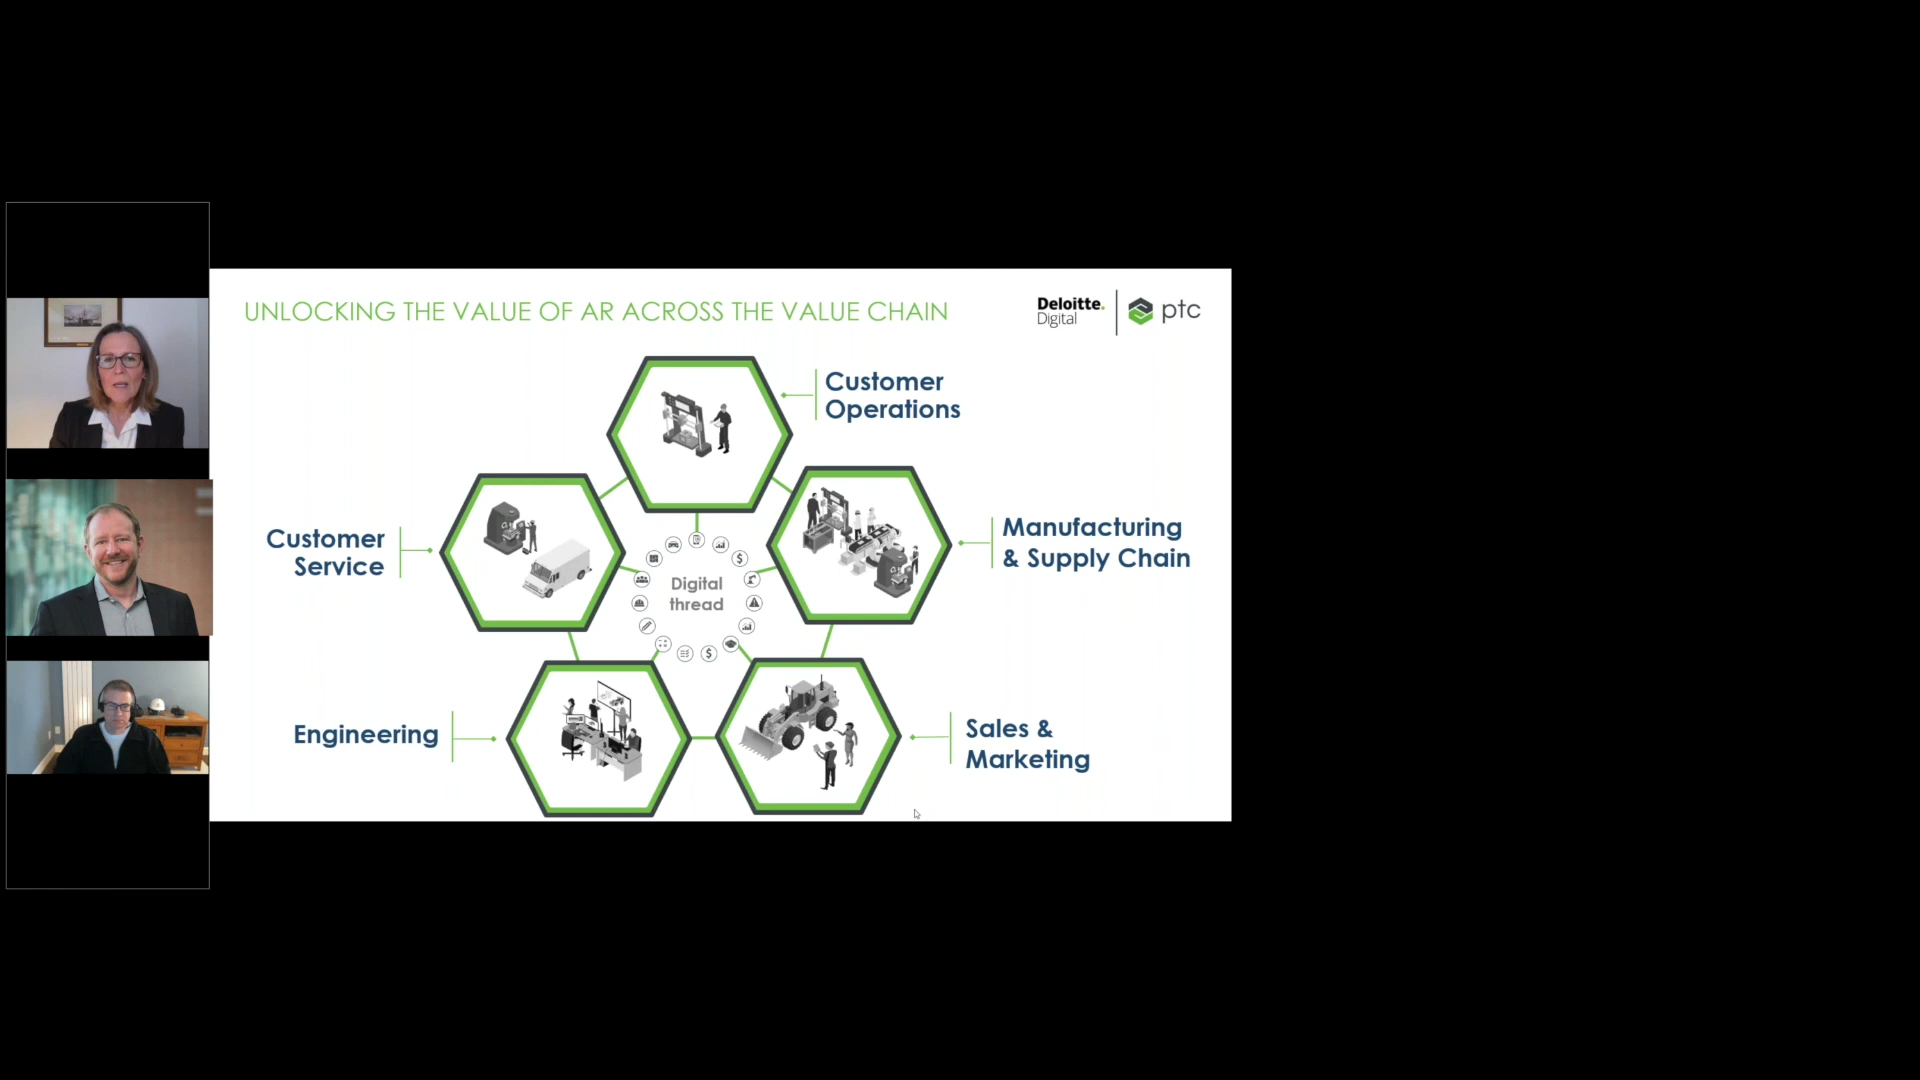 UNLOCKING THE VALUE OF AR ACROSS THE VALUE CHAIN
Deloitte.
Digital
ptc
Customer
Operations
Customer
Service
Manufacturing
& Supply Chain
Digital
thread
Engineering
Sales &
Marketing